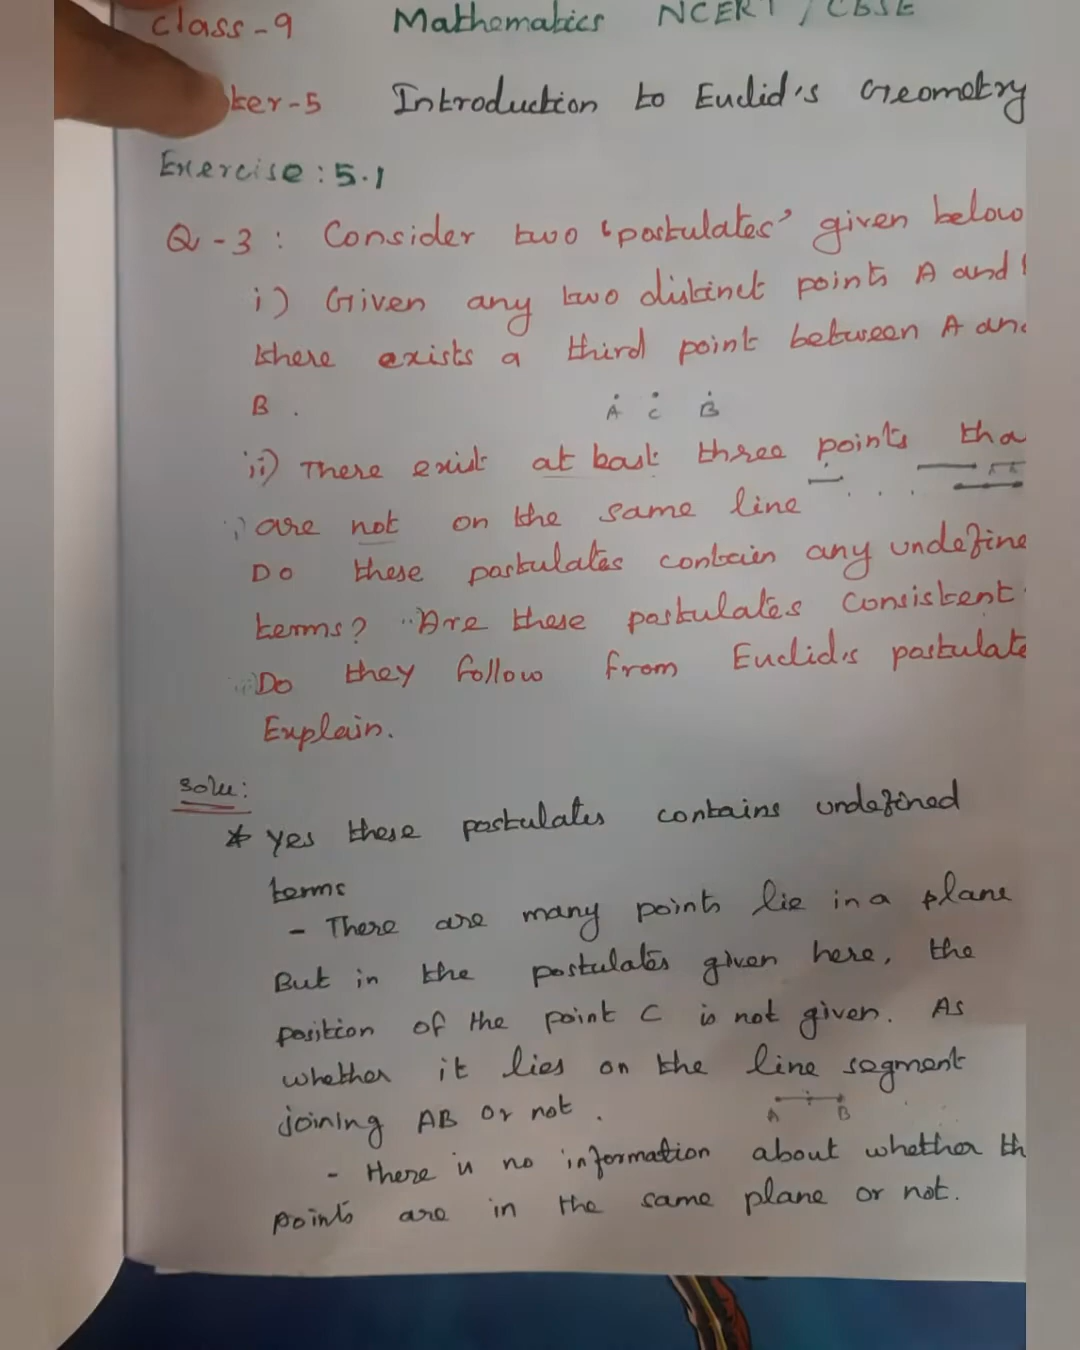 Class-9 Mathematics NCERT / CBSE
ter-5 Introduction to Euclid's Geometry
Exercise: 5.1
Q-3: Consider two 'postulates' given below
i) Given any two distinct points A and
there exists a third point between A and
B.
A C B
ii) There exist at least three points tha
are not on the same line
Do these postulates contain any undefine
terms? Are these postulates consistent
Do they follow from Euclid's postulate
Explain.
Solu:
* yes these postulates contains undefined
terms
- There are many points lie in a plane
But in the postulates given here, the
position of the point C is not given. As
whether it lies on the line segment
joining AB or not.
A B
- there is no information about whether th
points are in the same plane or not.